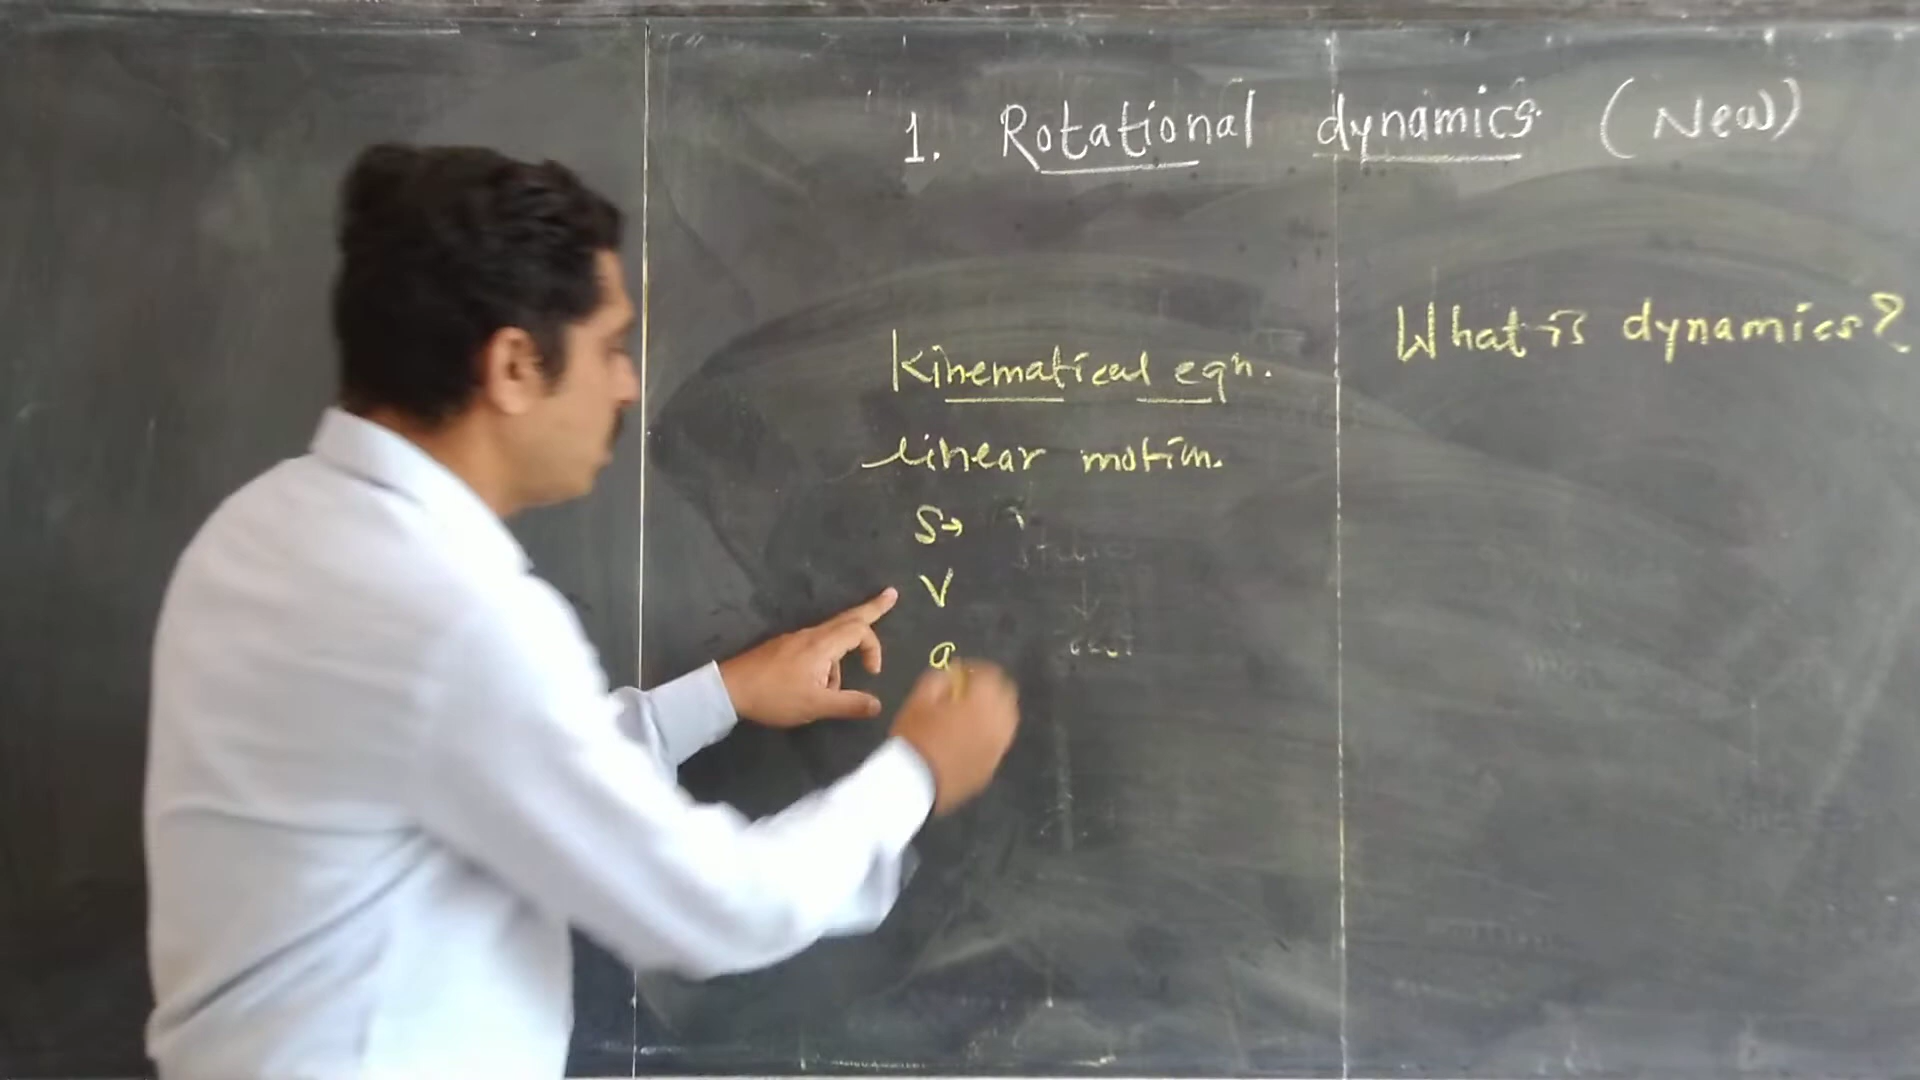 1. Rotational dynamics. (New)
What is dynamics?
Kinematical eqn.
linear motion.
S→
V
a